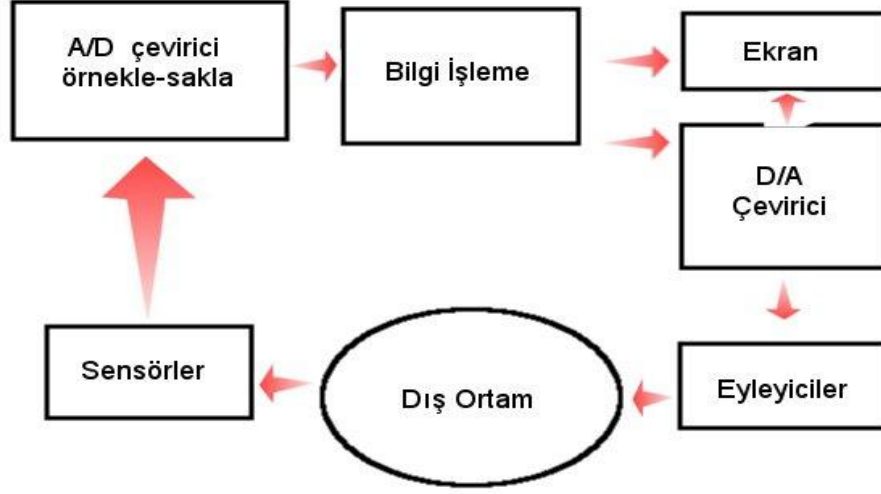 A/D çevirici
örnekle-sakla
Bilgi İşleme
Ekran
D/A
Çevirici
Sensörler
Dış Ortam
Eyleyiciler